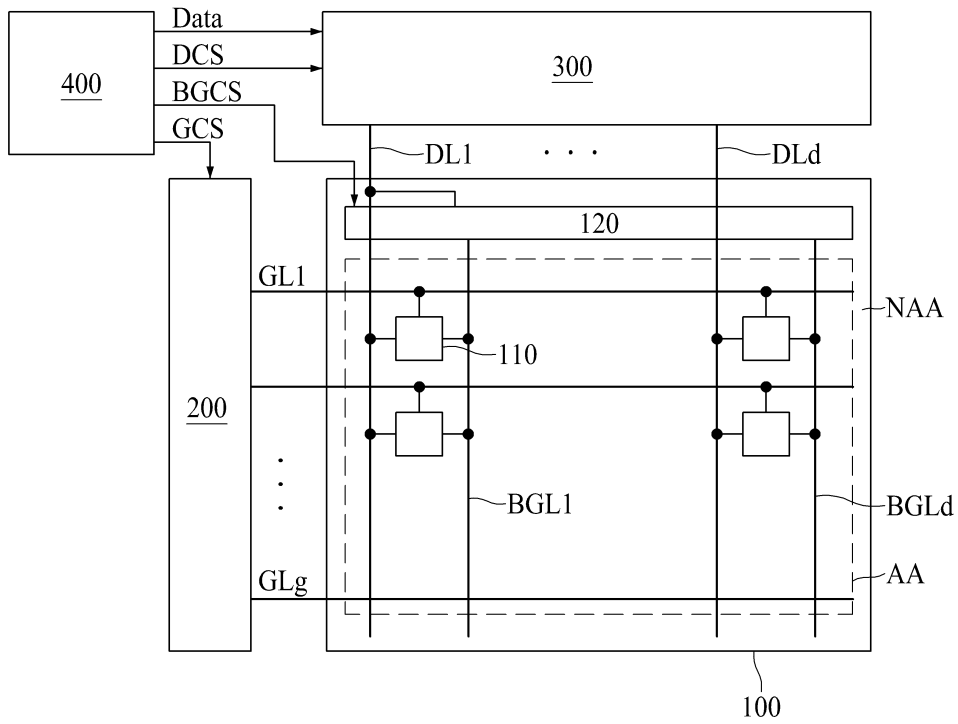 Data
DCS
BGCS
GCS
400
300
DL1
. . .
DLd
120
GL1
NAA
110
200
BGL1
BGLd
GLg
AA
100